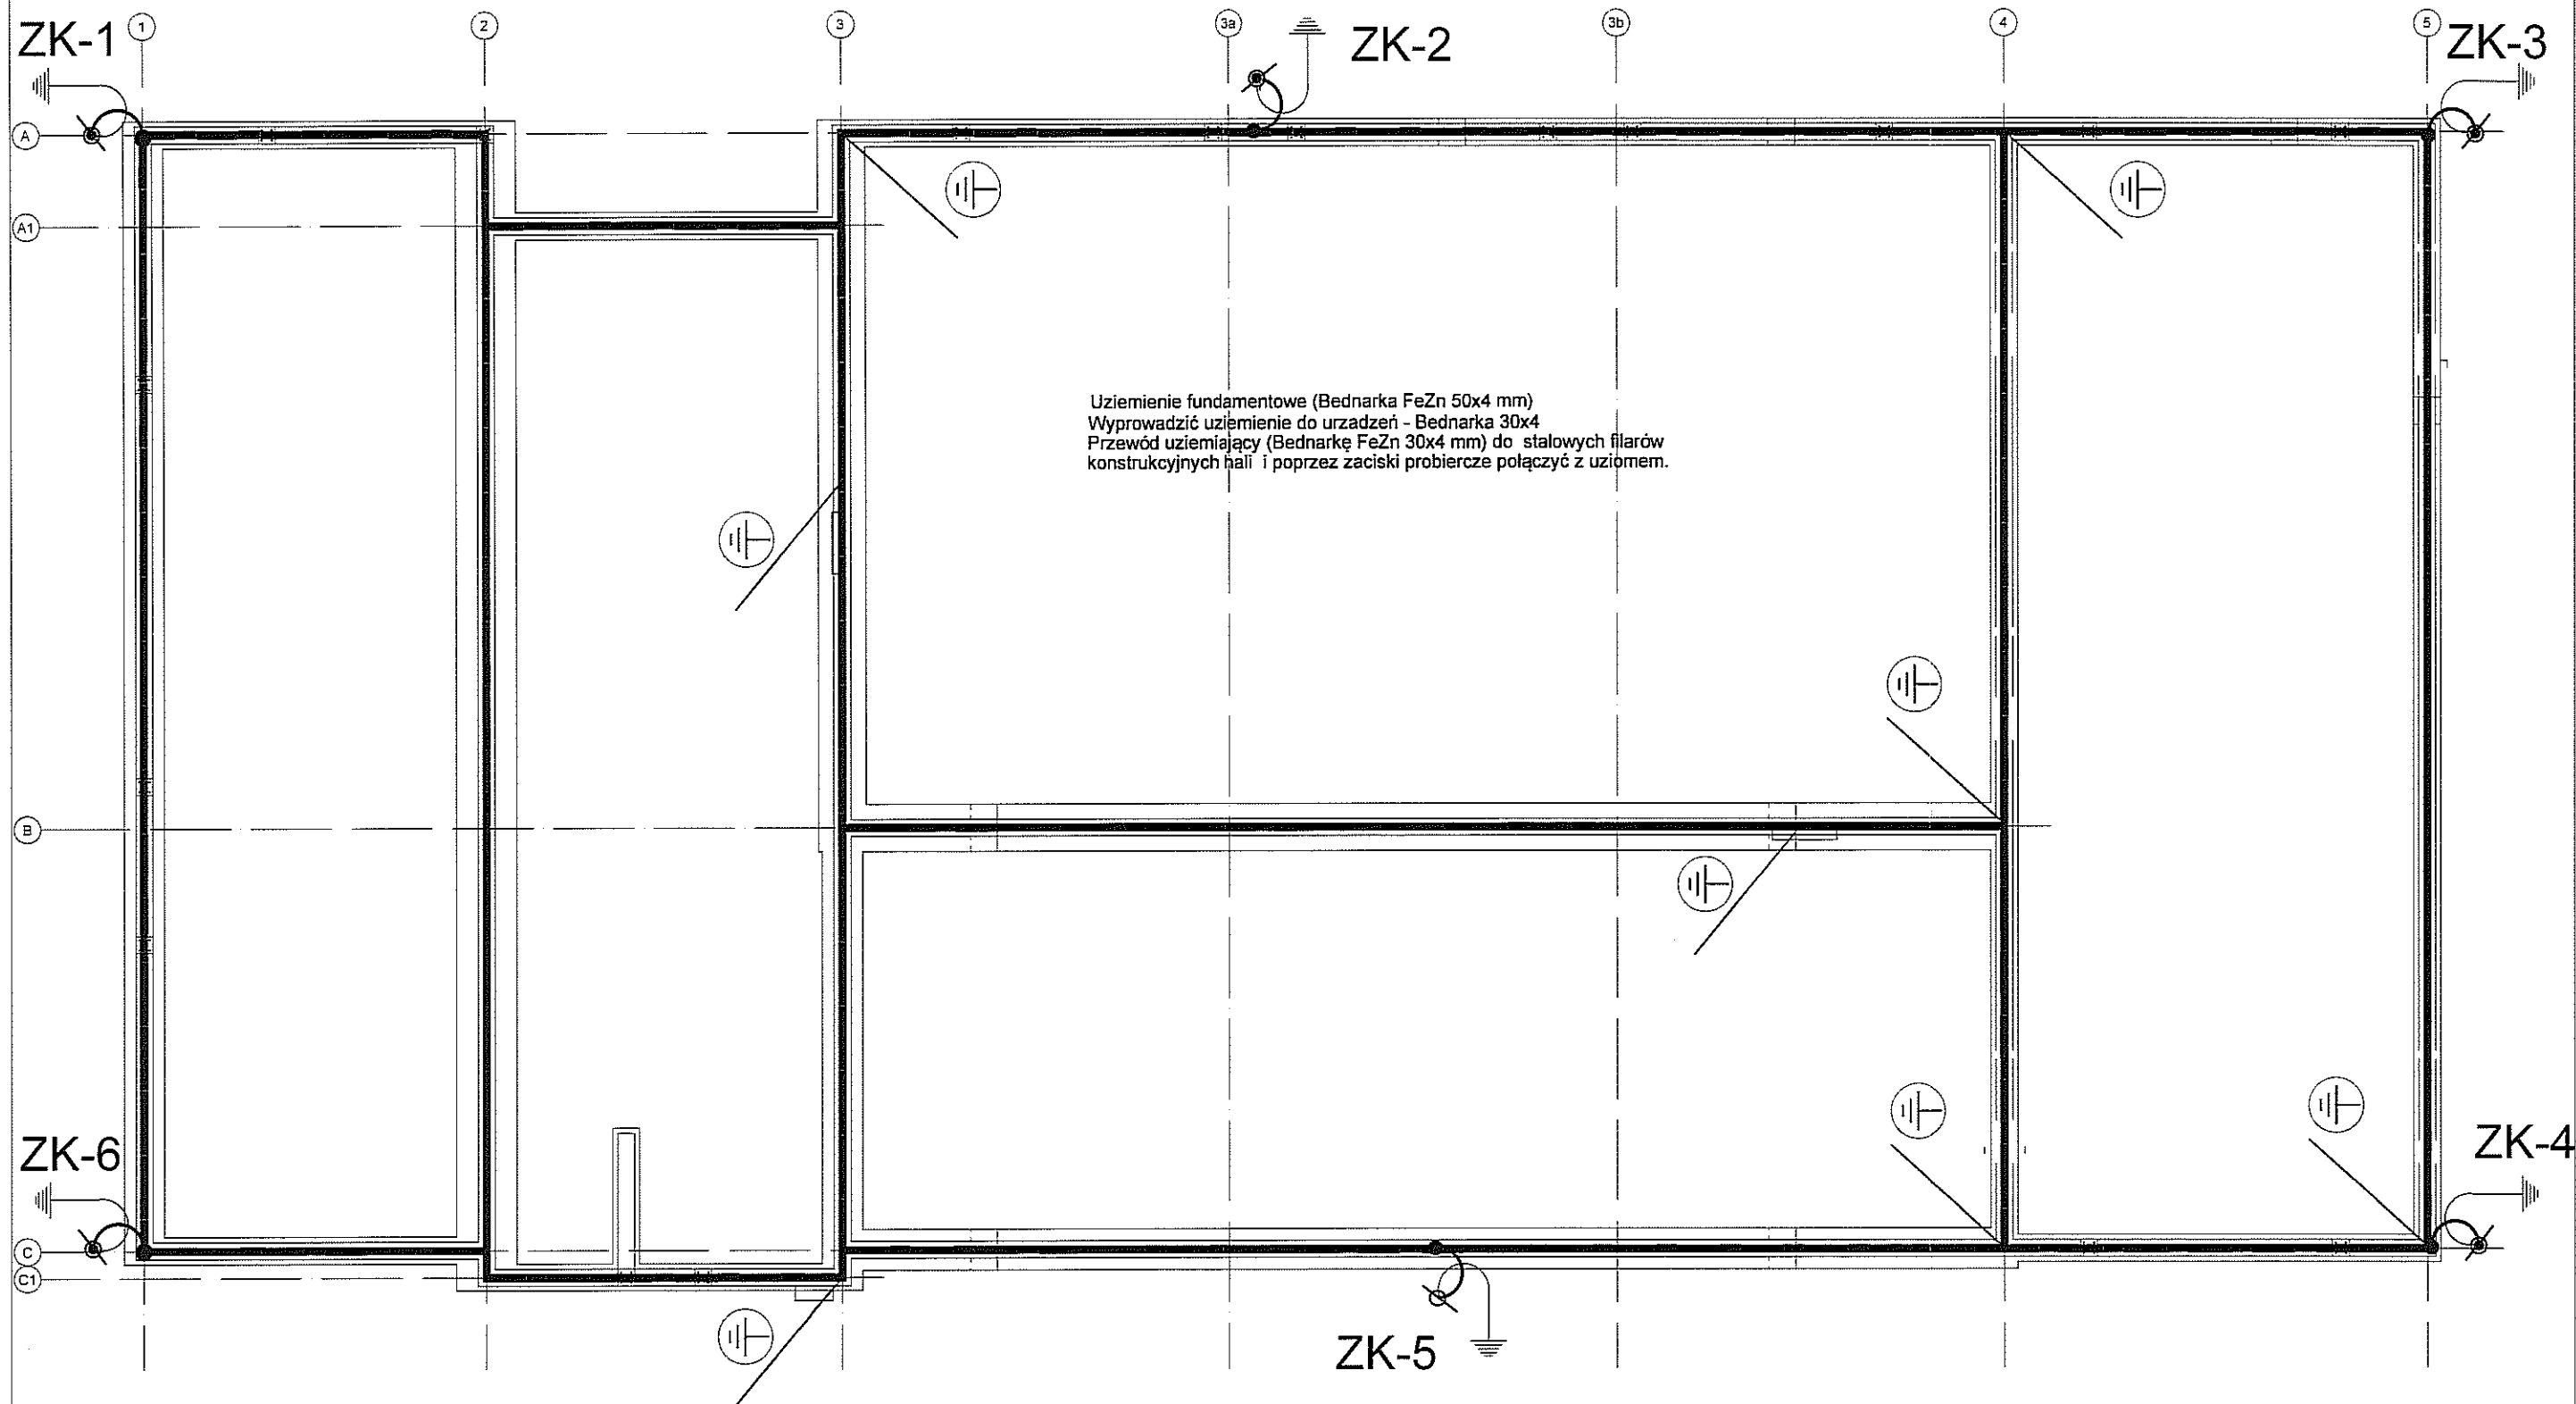 ZK-1
1
2
3
3a
ZK-2
3b
4
5
ZK-3
A
A1
Uziemienie fundamentowe (Bednarka FeZn 50x4 mm)
Wyprowadzić uziemienie do urzadzeń - Bednarka 30x4
Przewód uziemiający (Bednarkę FeZn 30x4 mm) do stalowych filarów
konstrukcyjnych hali i poprzez zaciski probiercze połączyć z uziomem.
B
ZK-6
ZK-4
C
C1
ZK-5